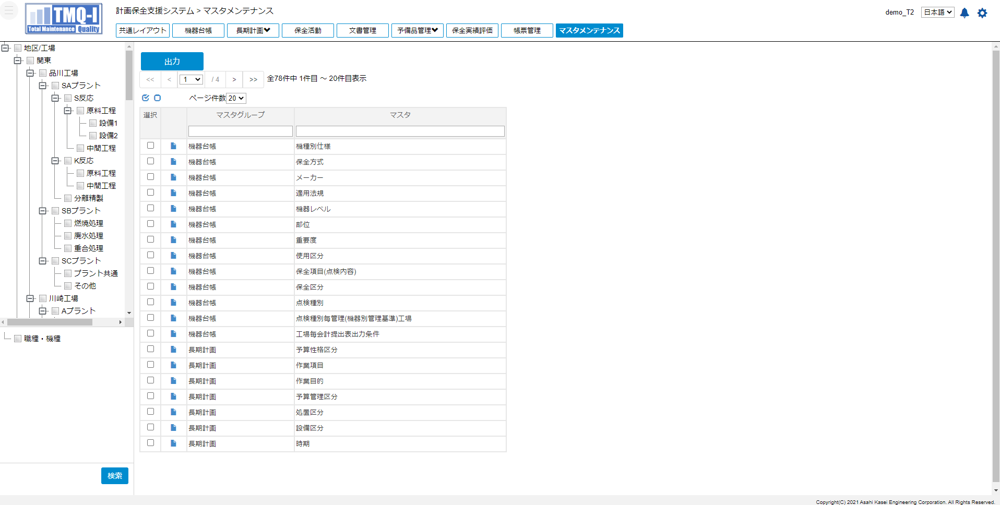 TMQ-I
Total Maintenance Quality
計画保全支援システム > マスタメンテナンス
demo_T2
日本語
共通レイアウト
機器台帳
長期計画
保全活動
文書管理
予備品管理
保全実績評価
帳票管理
マスタメンテナンス
地区/工場
関東
品川工場
SAプラント
S反応
原料工程
設備1
設備2
中間工程
K反応
原料工程
中間工程
分離精製
SBプラント
燃焼処理
廃水処理
重合処理
SCプラント
プラント共通
その他
川崎工場
Aプラント
職種・機種
検索
出力
<< < 1 / 4 > >> 全78件中 1件目 ～ 20件目表示
ページ件数 20
選択 マスタグループ マスタ
機器台帳 機種別仕様
機器台帳 保全方式
機器台帳 メーカー
機器台帳 適用法規
機器台帳 機器レベル
機器台帳 部位
機器台帳 重要度
機器台帳 使用区分
機器台帳 保全項目(点検内容)
機器台帳 保全区分
機器台帳 点検種別
機器台帳 点検種別毎管理(機器別管理基準)工場
機器台帳 工場毎会計提出表出力条件
長期計画 予算性格区分
長期計画 作業項目
長期計画 作業目的
長期計画 予算管理区分
長期計画 処置区分
長期計画 設備区分
長期計画 時期
Copyright(C) 2021 Asahi Kasei Engineering Corporation. All Rights Reserved.